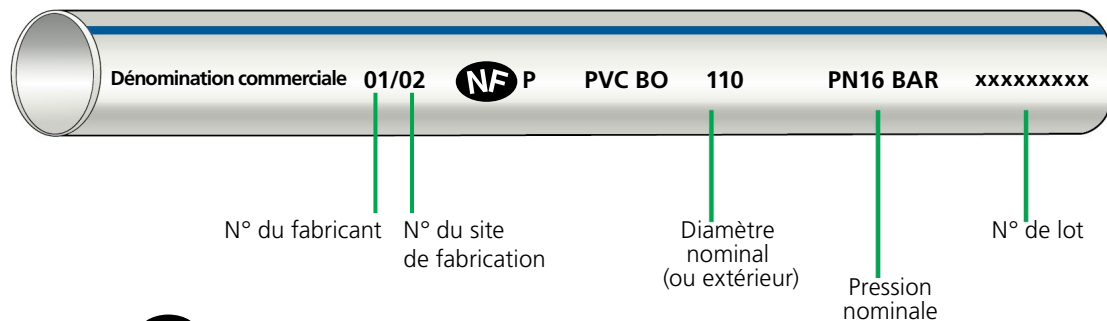 Dénomination commerciale 01/02 NF P PVC BO 110 PN16 BAR xxxxxxxxx
N° du fabricant
N° du site
de fabrication
Diamètre
nominal
(ou extérieur)
Pression
nominale
N° de lot